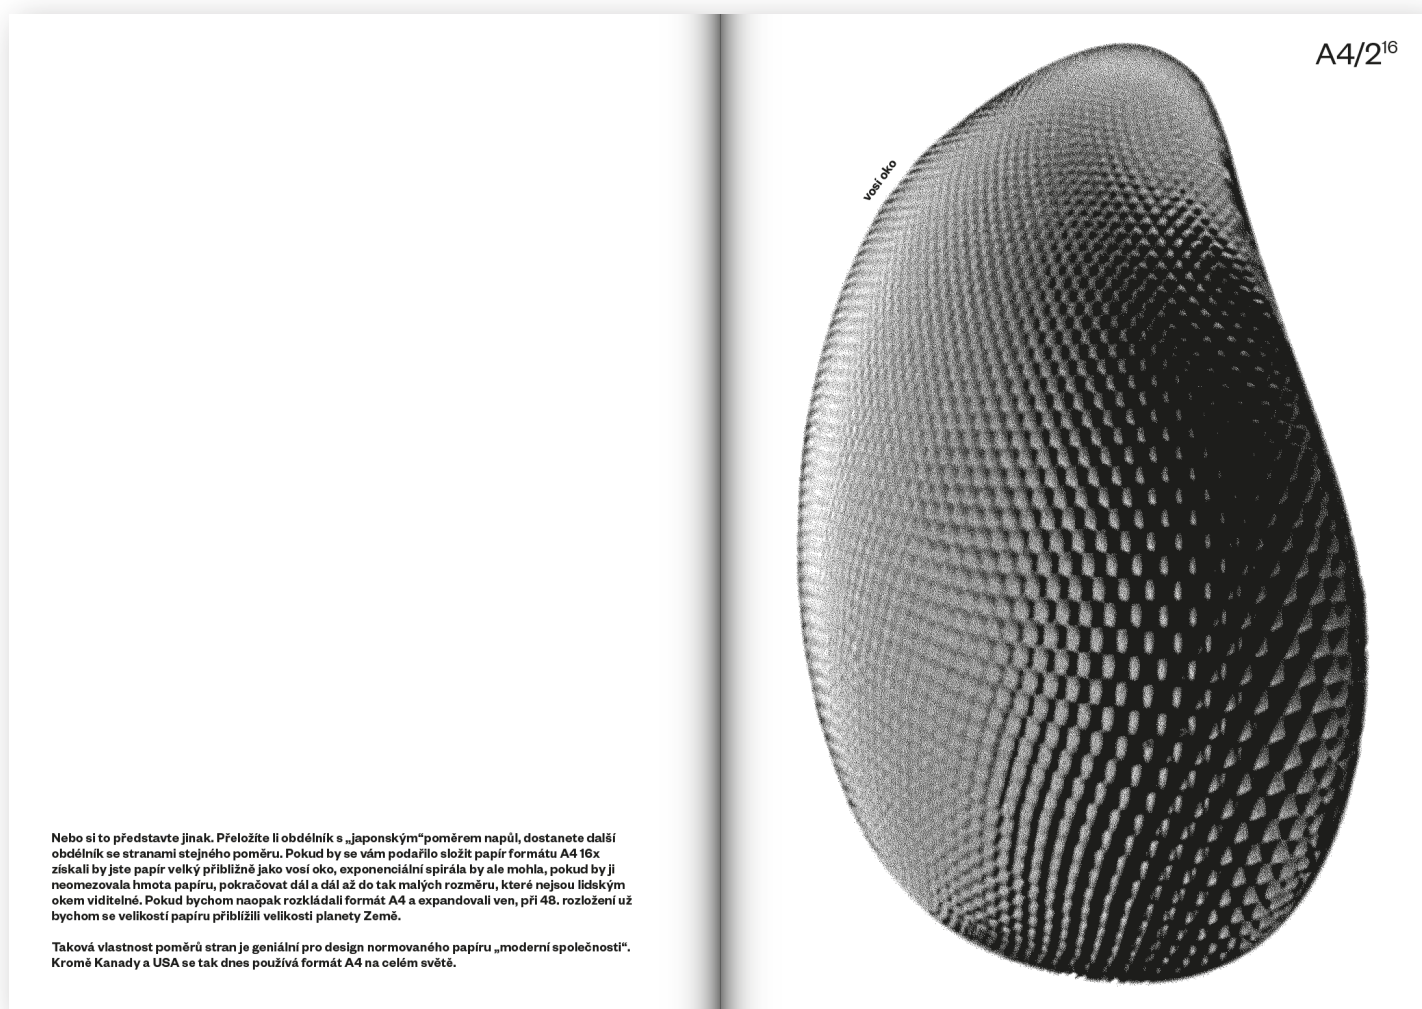 Nebo si to představte jinak. Přeložíte li obdélník s „japonským“poměrem napůl, dostanete další
obdélník se stranami stejného poměru. Pokud by se vám podařilo složit papír formátu A4 16x
získali by jste papír velký přibližně jako vosí oko, exponenciální spirála by ale mohla, pokud by ji
neomezovala hmota papíru, pokračovat dál a dál až do tak malých rozměru, které nejsou lidským
okem viditelné. Pokud bychom naopak rozkládali formát A4 a expandovali ven, při 48. rozložení už
bychom se velikostí papíru přiblížili velikosti planety Země.
Taková vlastnost poměrů stran je geniální pro design normovaného papíru „moderní společnosti“.
Kromě Kanady a USA se tak dnes používá formát A4 na celém světě.
A4/2¹⁶
vosí oko